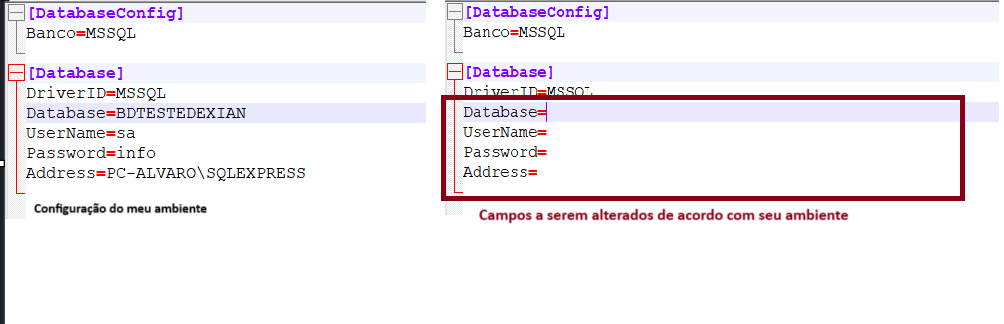 [DatabaseConfig]
Banco=MSSQL
[Database]
DriverID=MSSQL
Database=BDTESTEDEXIAN
UserName=sa
Password=info
Address=PC-ALVARO\SQLEXPRESS
Configuração do meu ambiente
[DatabaseConfig]
Banco=MSSQL
[Database]
DriverID=MSSQL
Database=
UserName=
Password=
Address=
Campos a serem alterados de acordo com seu ambiente